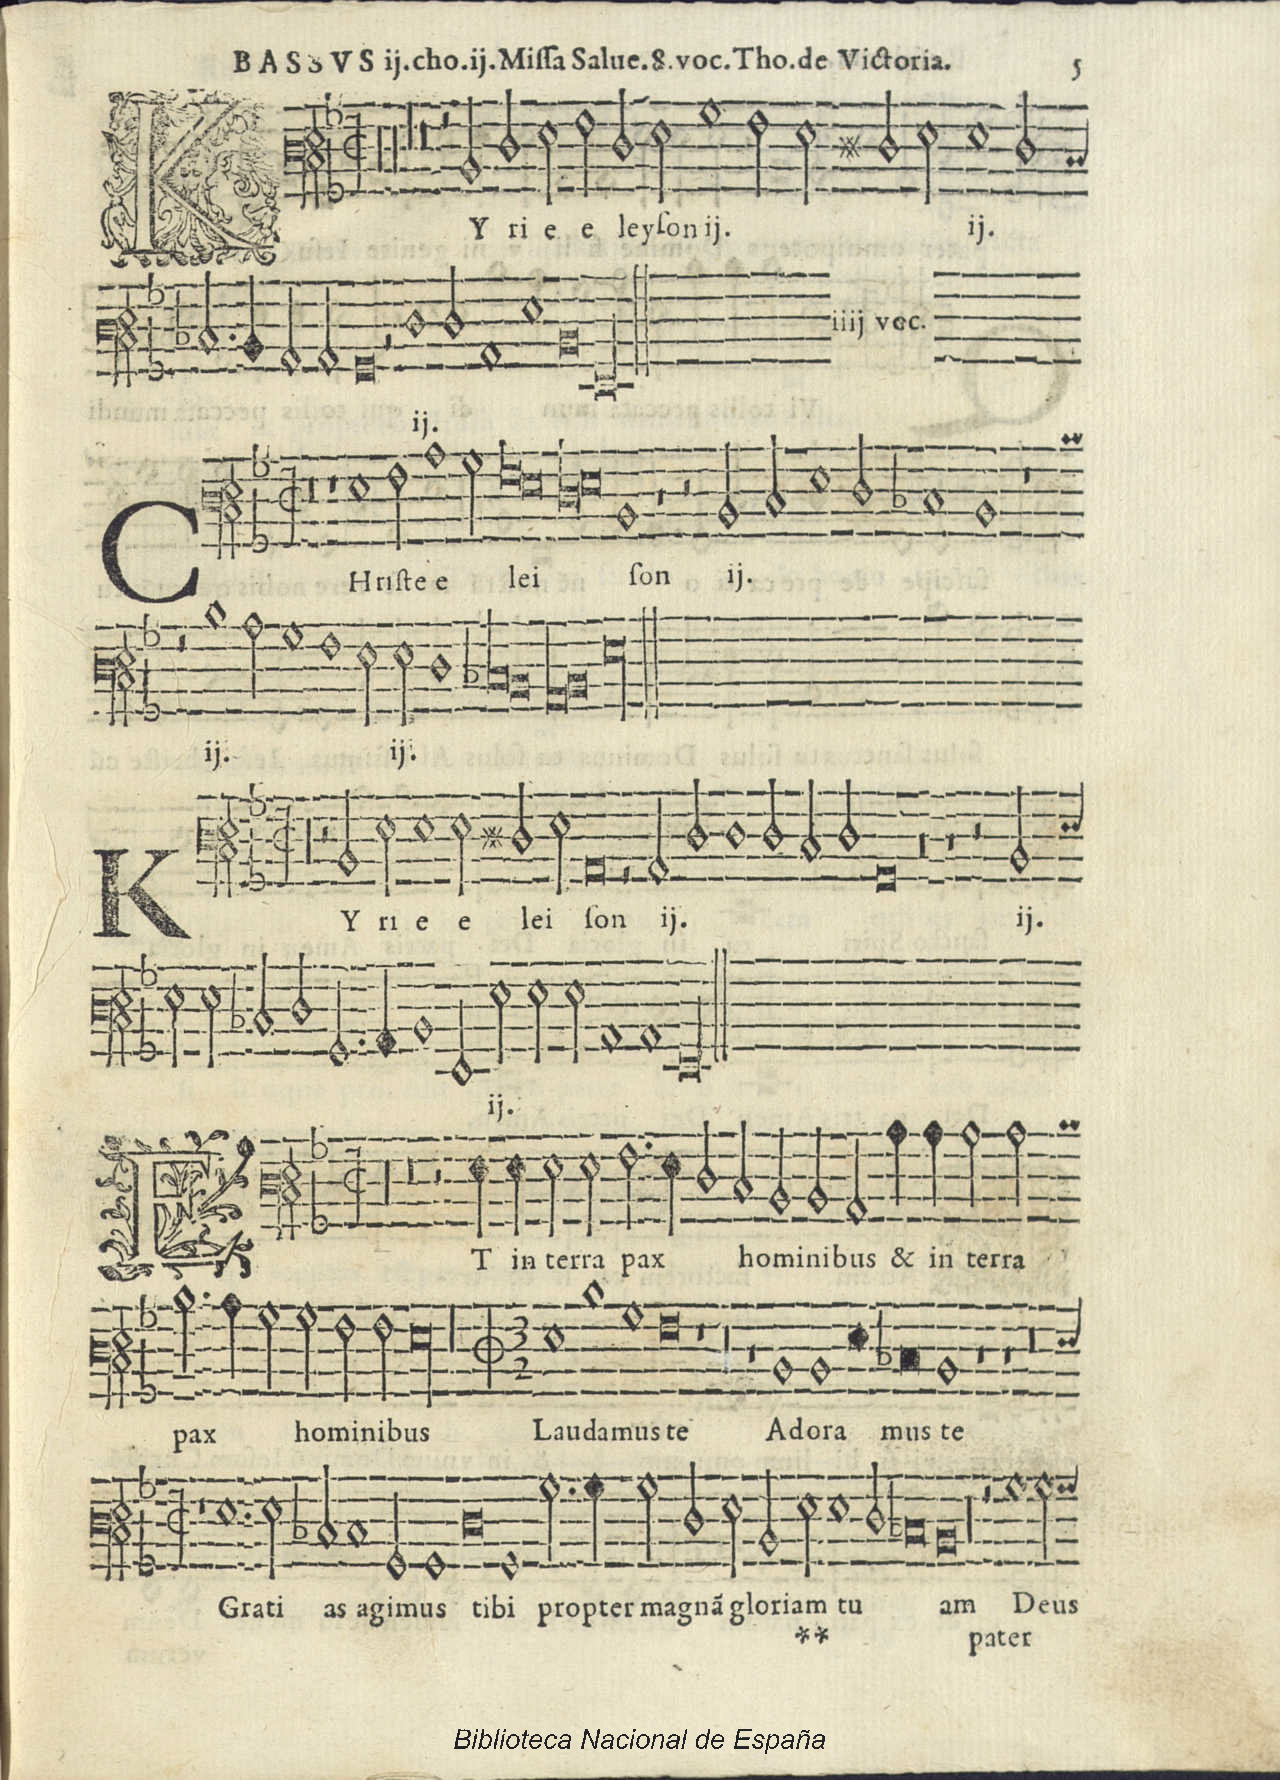 BASSVS ij.cho.ij.Missa Salue.8.voc.Tho.de Victoria. 5
K Y ri e e leyſon ij. ij.
iiij voc.
ij.
C Hriſte e lei ſon ij.
ij. ij.
K Y ri e e lei ſon ij. ij.
ij.
E T in terra pax hominibus & in terra
pax hominibus Laudamus te Adora mus te
Grati as agimus tibi propter magnã gloriam tu am Deus
** pater
Biblioteca Nacional de España